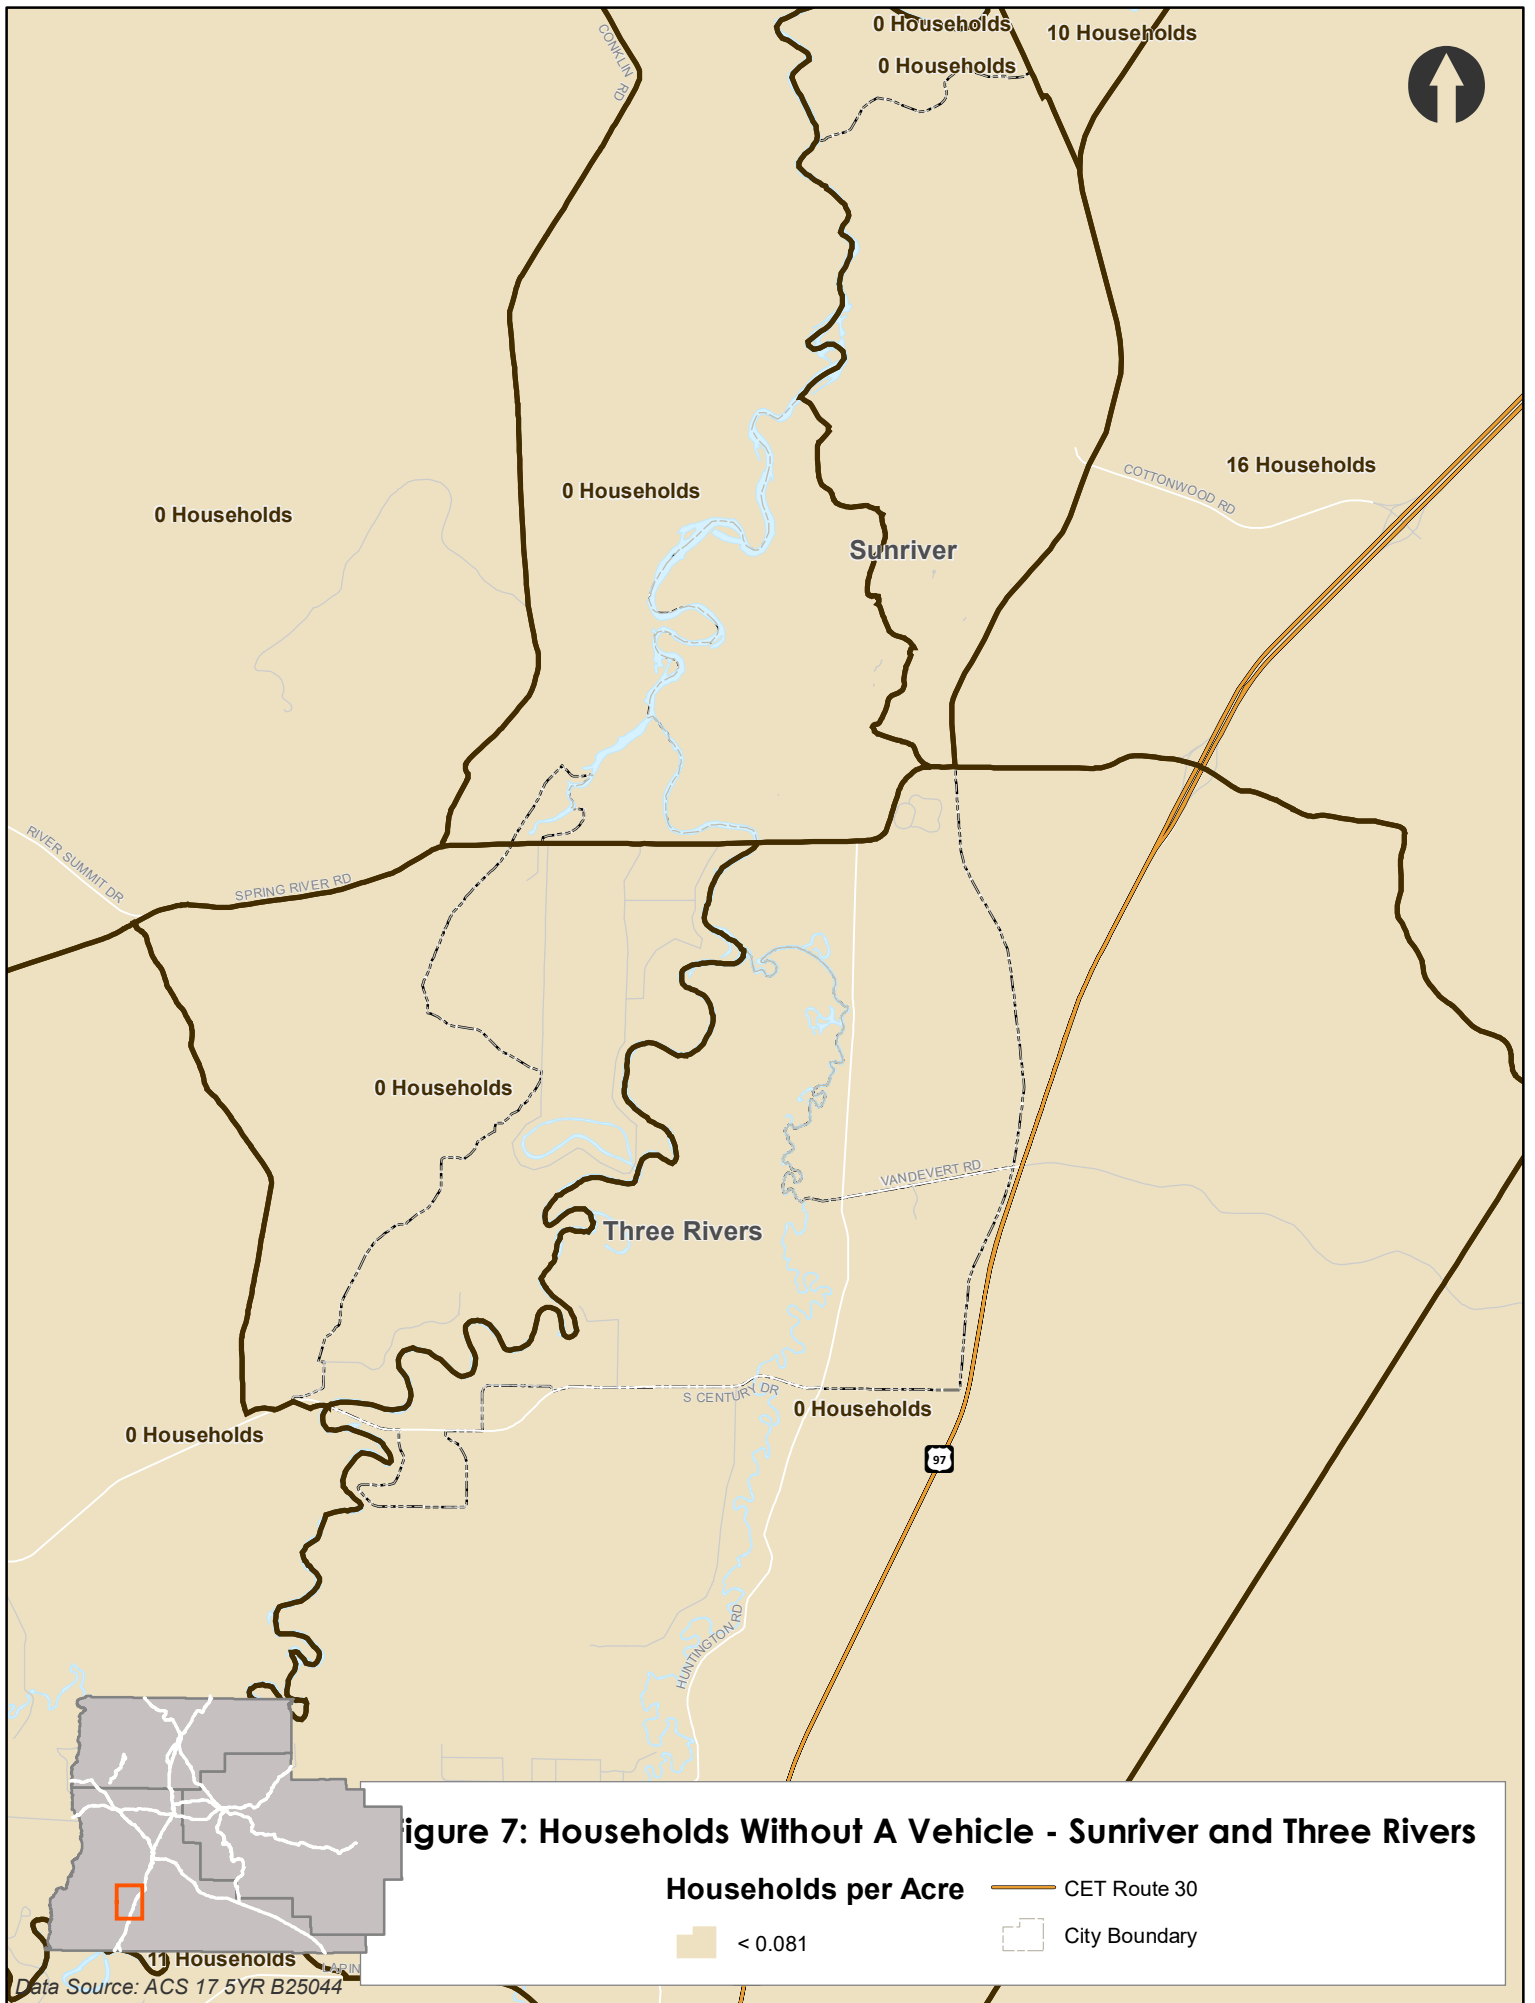 0 Households
10 Households
0 Households
CONKLIN RD
16 Households
COTTONWOOD RD
0 Households
0 Households
Sunriver
RIVER SUMMIT DR
SPRING RIVER RD
0 Households
VANDEVERT RD
Three Rivers
S CENTURY DR
0 Households
0 Households
97
HUNTINGTON RD
igure 7: Households Without A Vehicle - Sunriver and Three Rivers
Households per Acre
CET Route 30
< 0.081
City Boundary
11 Households
LAPIN
Data Source: ACS 17 5YR B25044